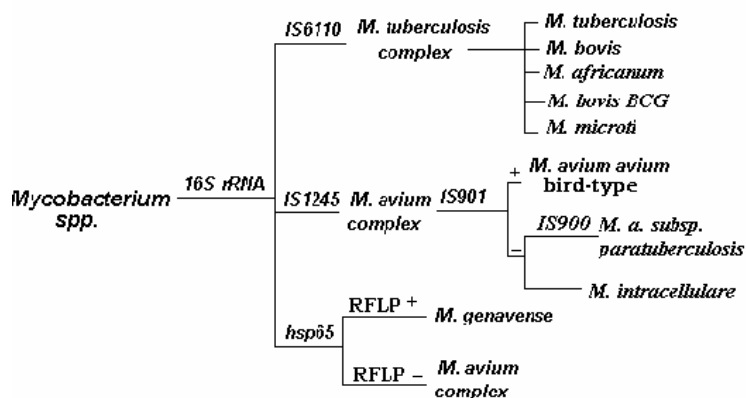 Mycobacterium
spp.
16S rRNA
IS6110
M. tuberculosis
complex
M. tuberculosis
M. bovis
M. africanum
M. bovis BCG
M. microti
IS1245
M. avium
complex
IS901
+
M. avium avium
bird-type
–
IS900
M. a. subsp.
paratuberculosis
M. intracellulare
hsp65
RFLP +
M. genavense
RFLP –
M. avium
complex